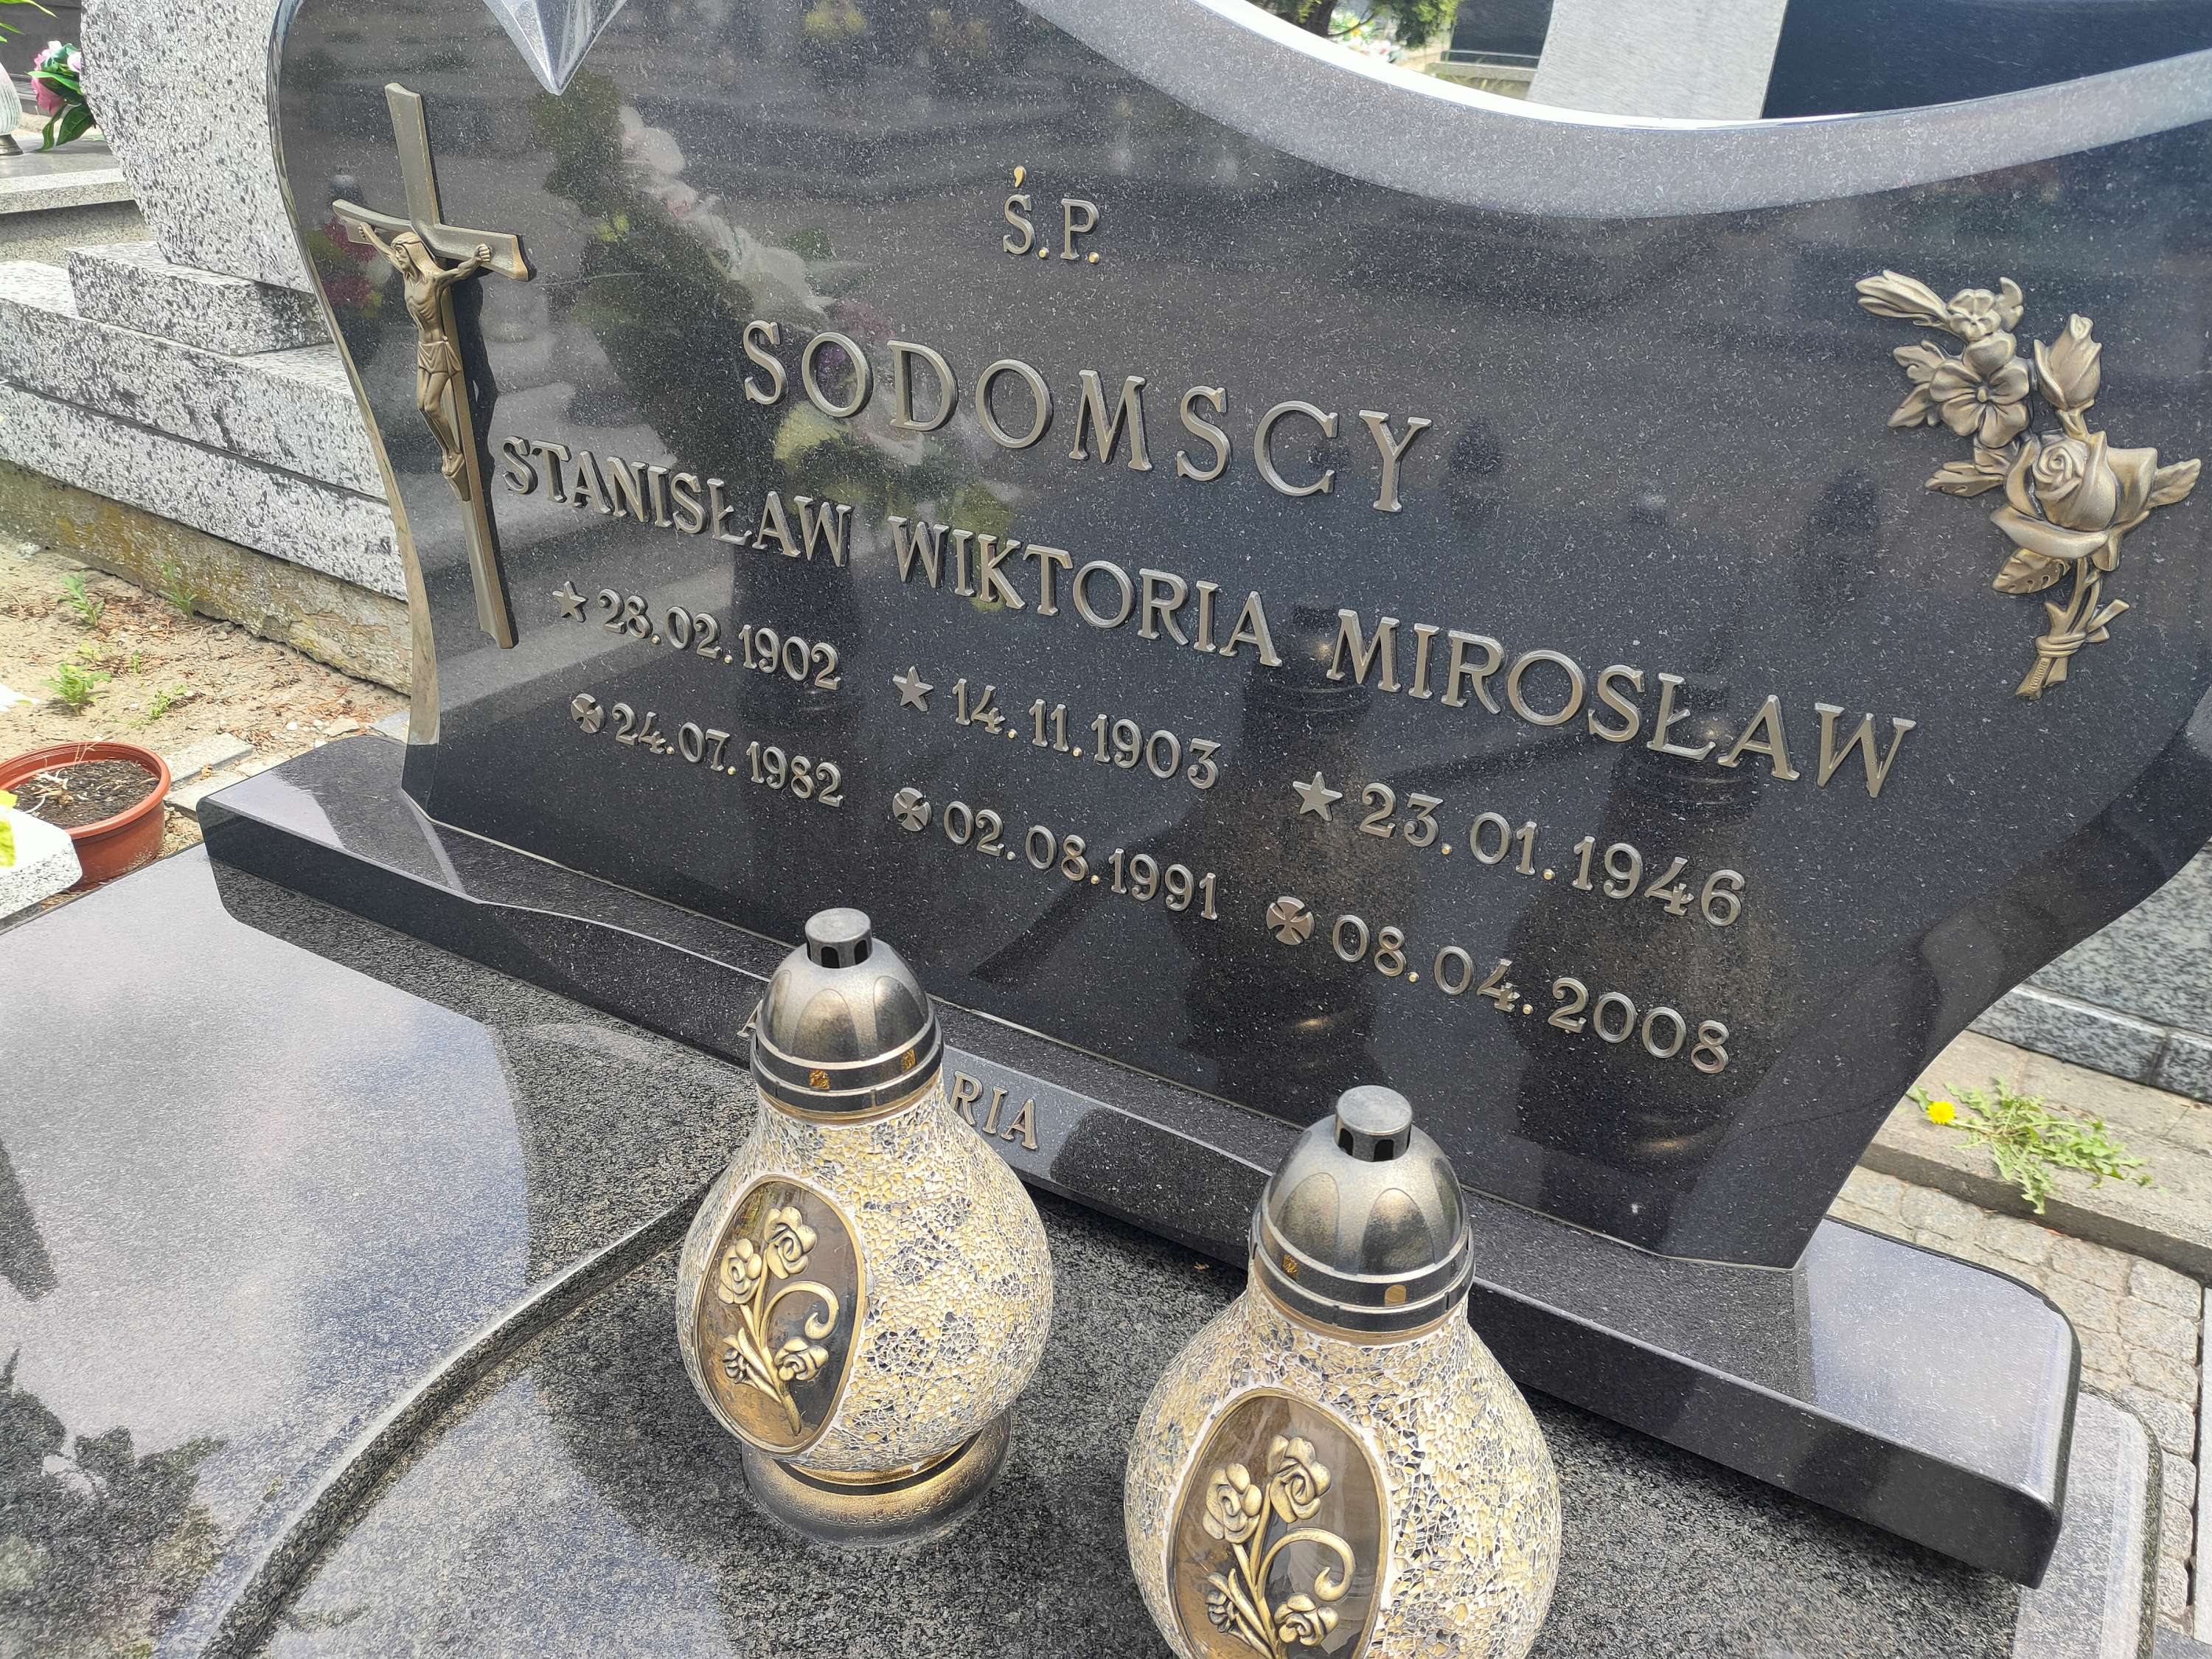 Ś.P.
SODOMSCY
STANISŁAW WIKTORIA MIROSŁAW
28.02.1902 14.11.1903 23.01.1946
24.07.1982 02.08.1991 08.04.2008